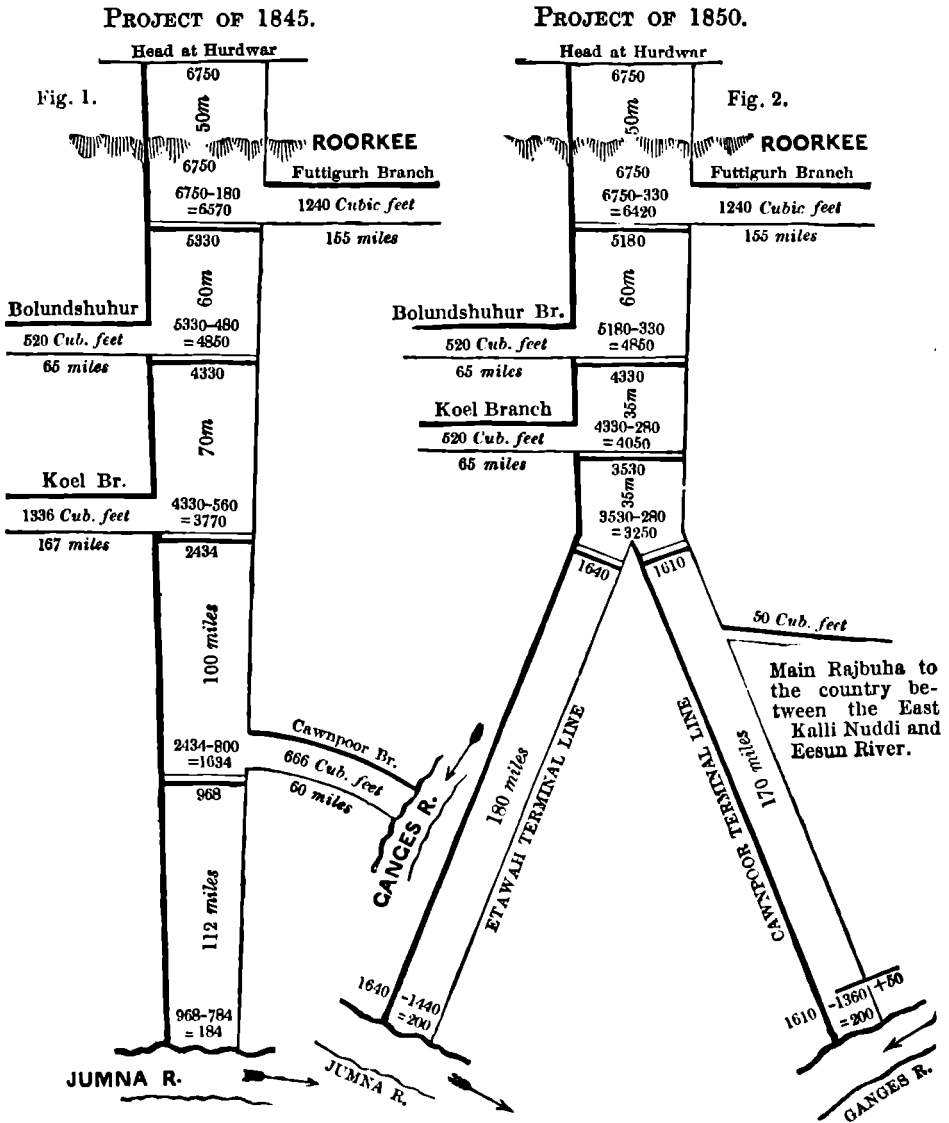 PROJECT OF 1845.
Head at Hurdwar
6750
Fig. 1.
50m
ROORKEE
6750
Futtigurh Branch
6750-180
=6570
1240 Cubic feet
155 miles
5330
60m
Bolundshuhur
5330-480
=4850
520 Cub. feet
65 miles
4330
70m
Koel Br.
4330-560
=3770
1336 Cub. feet
167 miles
2434
100 miles
Cawnpoor Br.
2434-800
=1634
666 Cub. feet
60 miles
GANGES R.
968
112 miles
968-784
=184
JUMNA R.
PROJECT OF 1850.
Head at Hurdwar
6750
Fig. 2.
50m
ROORKEE
6750
Futtigurh Branch
6750-330
=6420
1240 Cubic feet
155 miles
5180
60m
Bolundshuhur Br.
5180-330
=4850
520 Cub. feet
65 miles
4330
35m
Koel Branch
4330-280
=4050
520 Cub. feet
65 miles
3530
35m
3530-280
=3250
1640
1610
50 Cub. feet
Main Rajbuha to
the country be-
tween the East
Kalli Nuddi and
Eesun River.
180 miles
ETAWAH TERMINAL LINE
CAWNPOOR TERMINAL LINE
170 miles
1640
-1440
=200
1610
-1360
+50
=200
JUMNA R.
GANGES R.